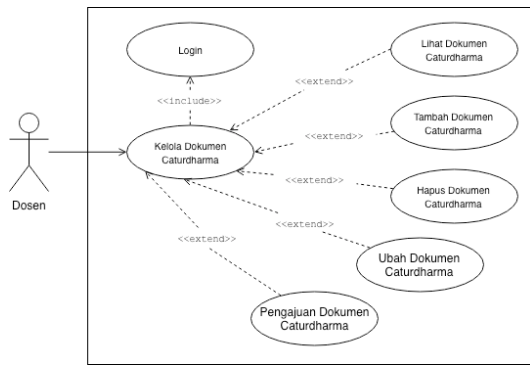 Login
Lihat Dokumen
Caturdharma
<<extend>>
<<include>>
Tambah Dokumen
Caturdharma
<<extend>>
Kelola Dokumen
Caturdharma
Hapus Dokumen
Caturdharma
<<extend>>
Dosen
<<extend>>
<<extend>>
Ubah Dokumen
Caturdharma
Pengajuan Dokumen
Caturdharma